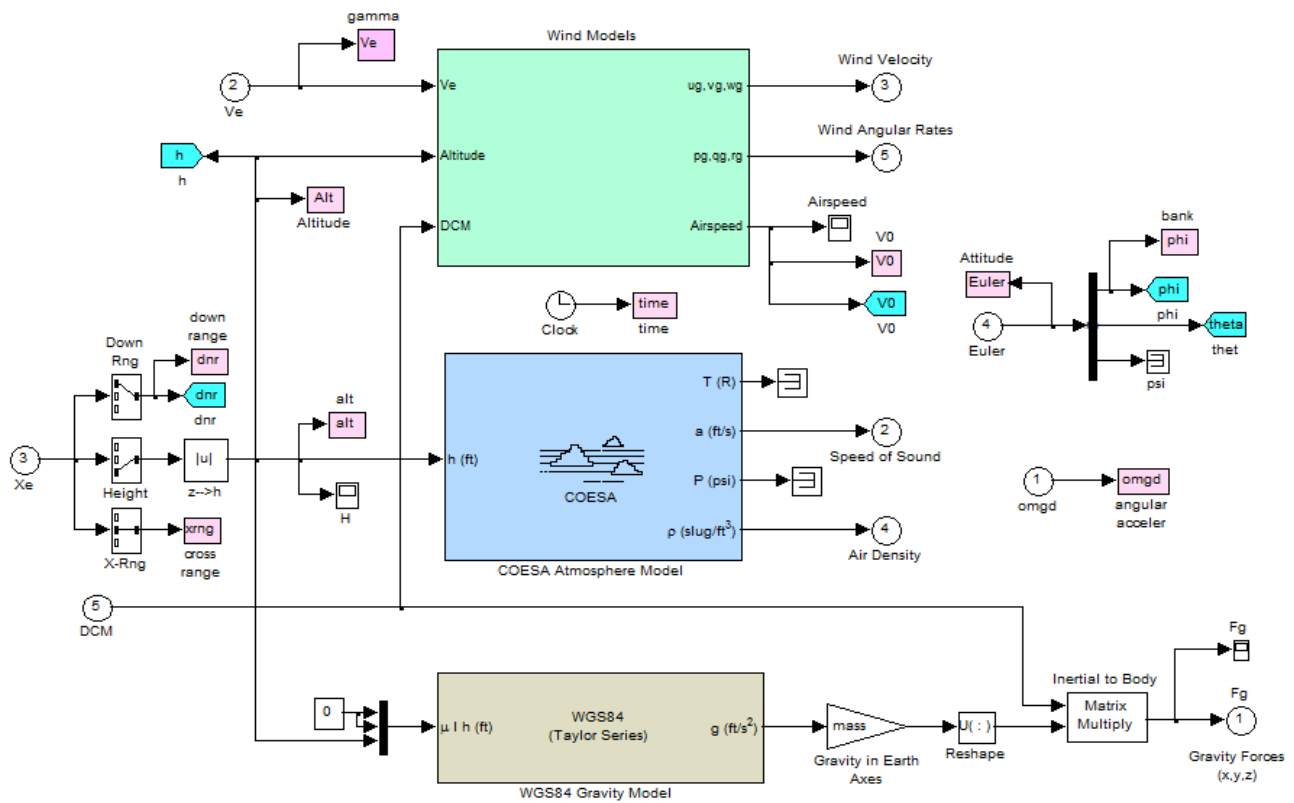 gamma
Ve
2
Ve
Wind Models
Ve
Altitude
DCM
ug,vg,wg
pg,qg,rg
Airspeed
Wind Velocity
3
Wind Angular Rates
5
h
h
Alt
Altitude
Airspeed
V0
V0
V0
V0
Clock
time
time
bank
phi
Attitude
Euler
phi
phi
4
Euler
theta
thet
psi
down
range
Down
Rng
dnr
dnr
dnr
3
Xe
Height
|u|
z-->h
X-Rng
xrng
cross
range
alt
alt
H
h (ft)
T (R)
a (ft/s)
P (psi)
ρ (slug/ft³)
COESA
COESA Atmosphere Model
2
Speed of Sound
4
Air Density
1
omgd
omgd
angular
acceler
5
DCM
0
μ l h (ft)
WGS84
(Taylor Series)
g (ft/s²)
WGS84 Gravity Model
mass
Gravity in Earth
Axes
U( : )
Reshape
Inertial to Body
Matrix
Multiply
Fg
Fg
1
Gravity Forces
(x,y,z)